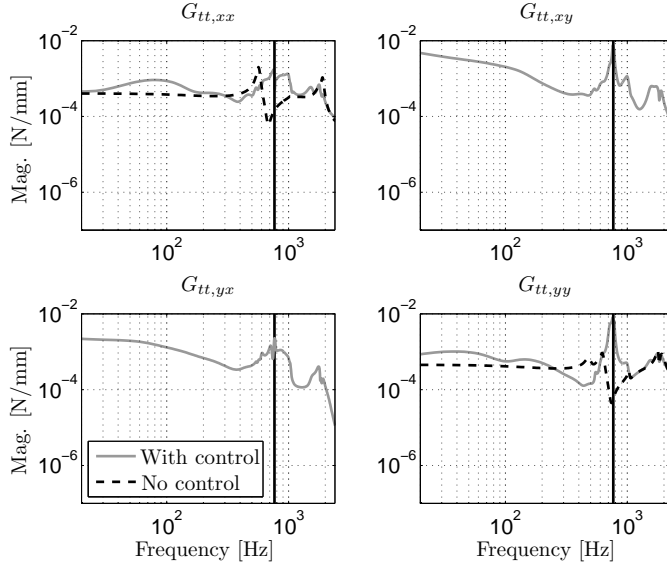 G_{tt,xx}
G_{tt,xy}
Mag. [N/mm]
10^{-2}
10^{-4}
10^{-6}
10^{2}
10^{3}
10^{-2}
10^{-4}
10^{-6}
10^{2}
10^{3}
G_{tt,yx}
G_{tt,yy}
Mag. [N/mm]
10^{-2}
10^{-4}
10^{-6}
With control
No control
10^{2}
10^{3}
Frequency [Hz]
10^{-2}
10^{-4}
10^{-6}
10^{2}
10^{3}
Frequency [Hz]